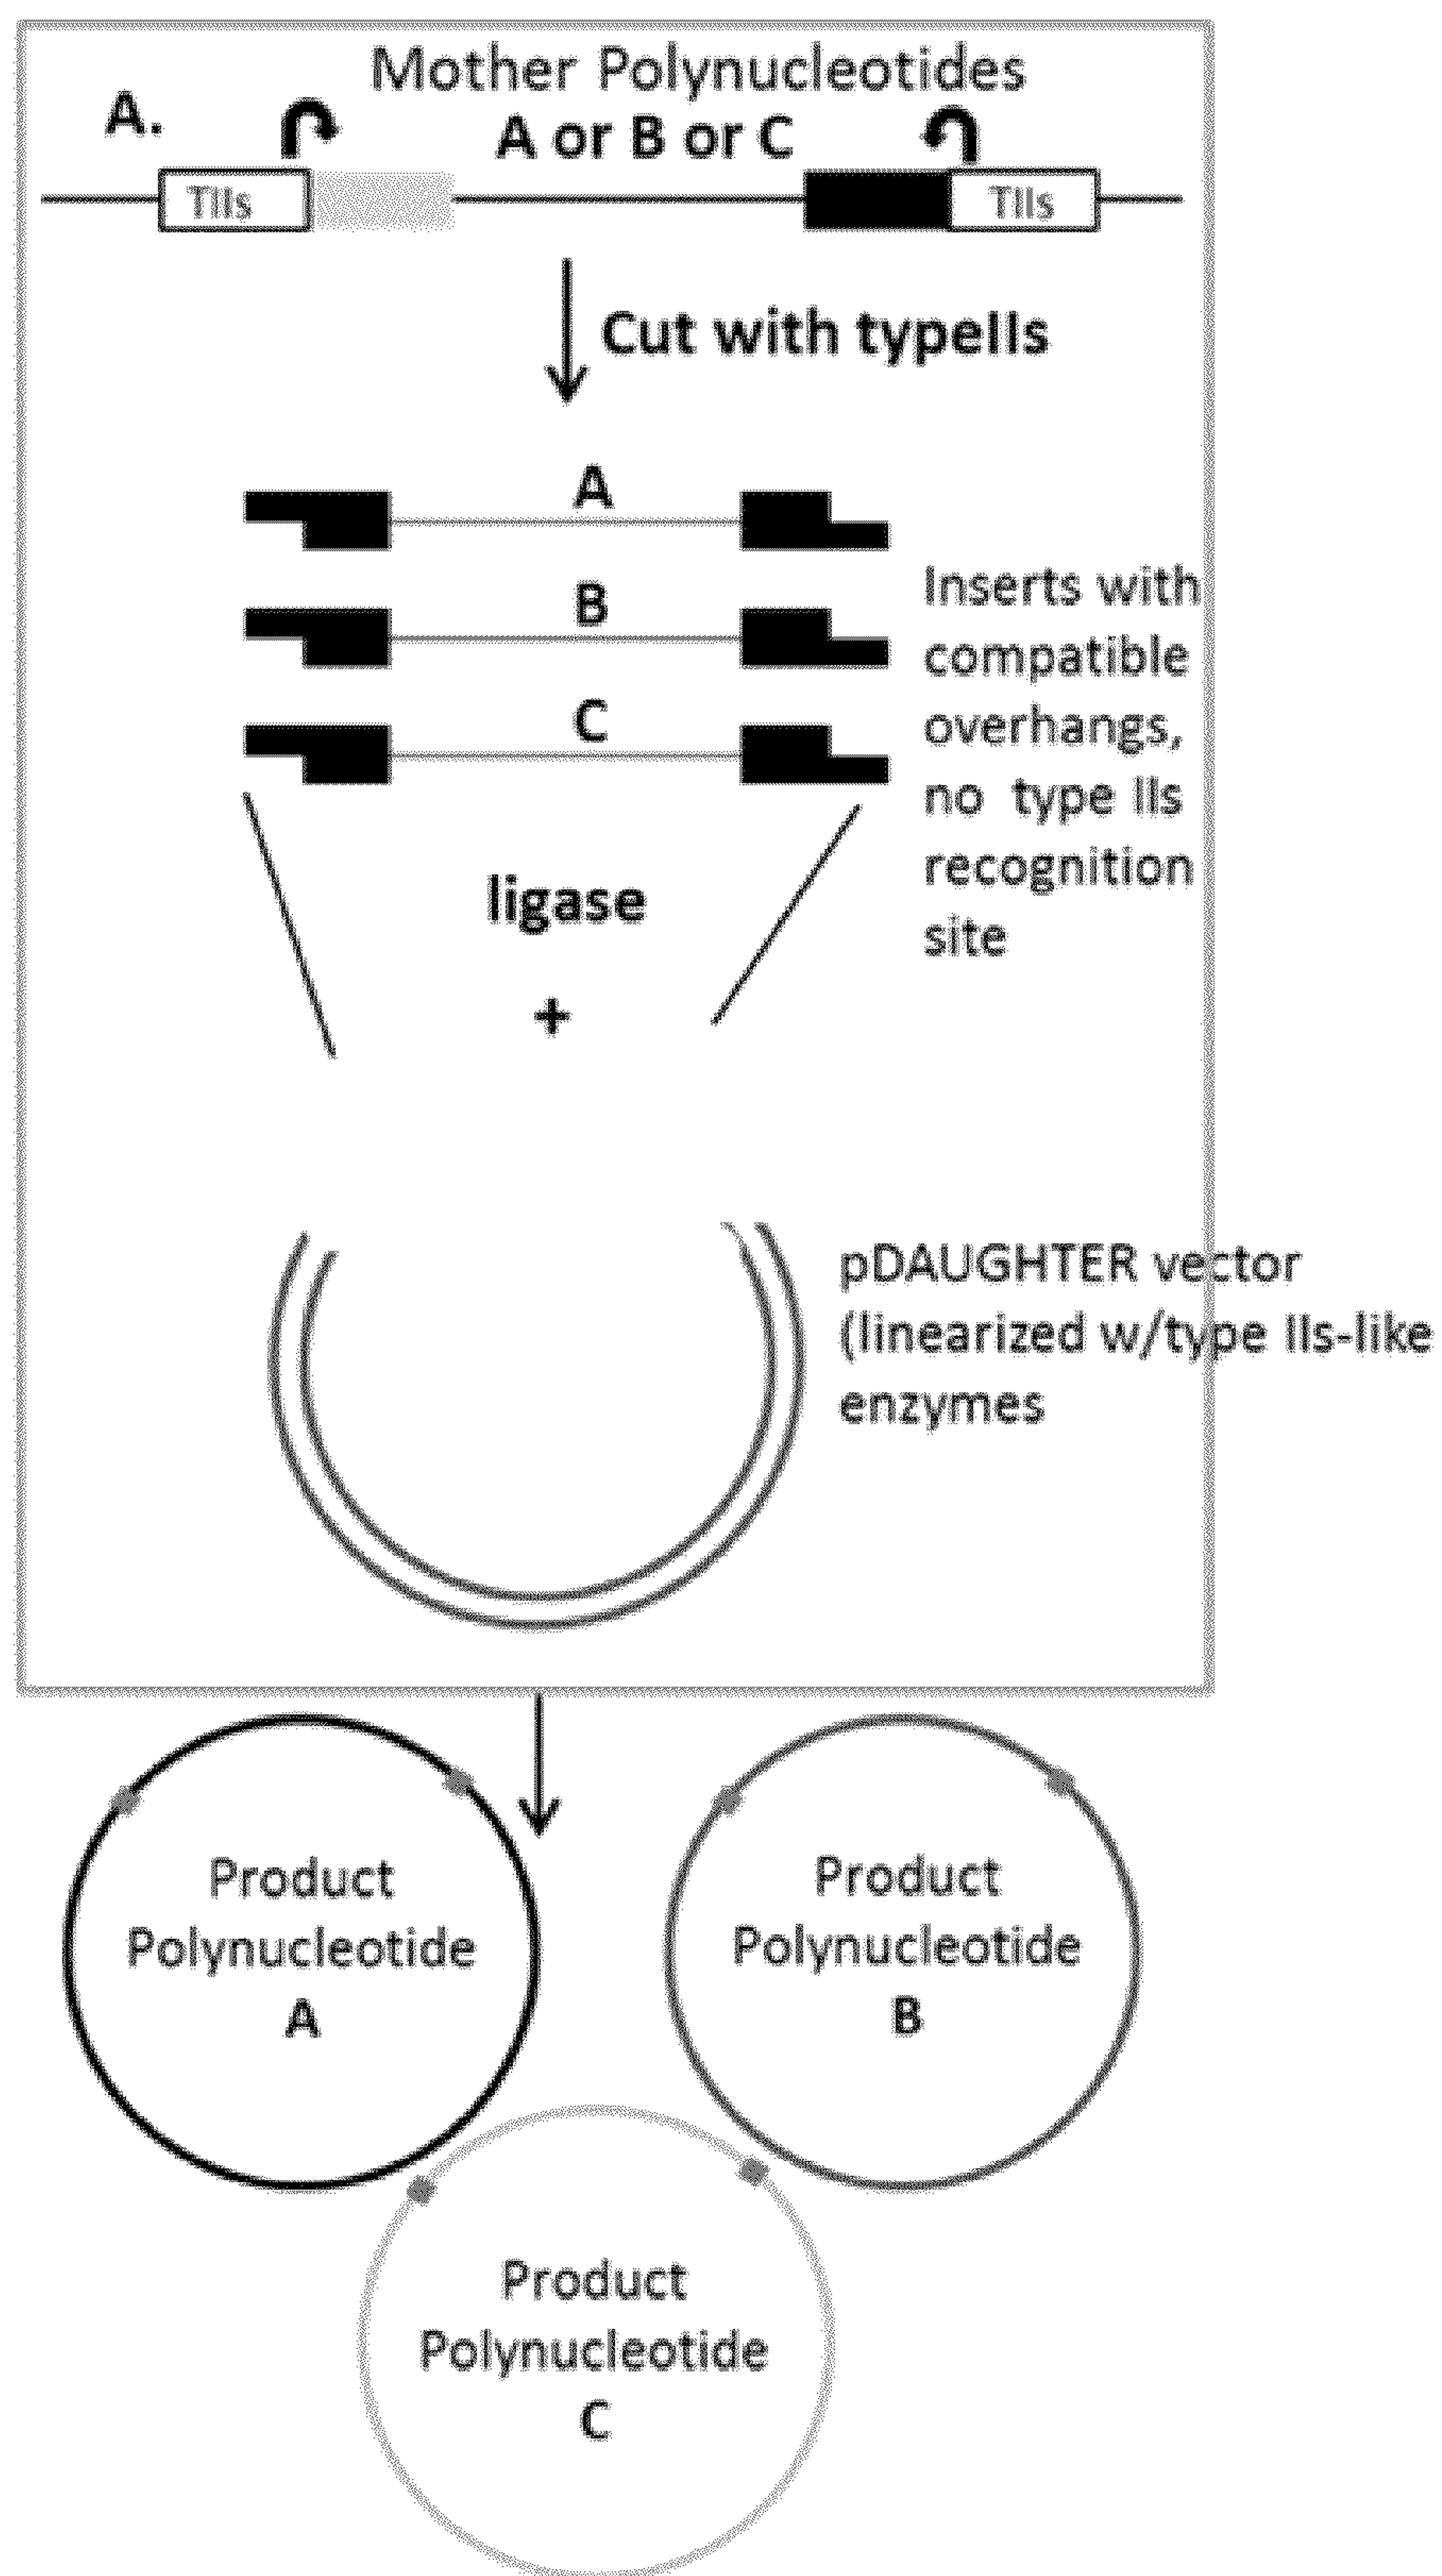 Mother Polynucleotides
A.
A or B or C
TIIs
TIIs
Cut with typeIIs
A
B
C
Inserts with
compatible
overhangs,
no type IIs
recognition
site
ligase
+
pDAUGHTER vector
(linearized w/type IIs-like
enzymes
Product
Polynucleotide
A
Product
Polynucleotide
B
Product
Polynucleotide
C